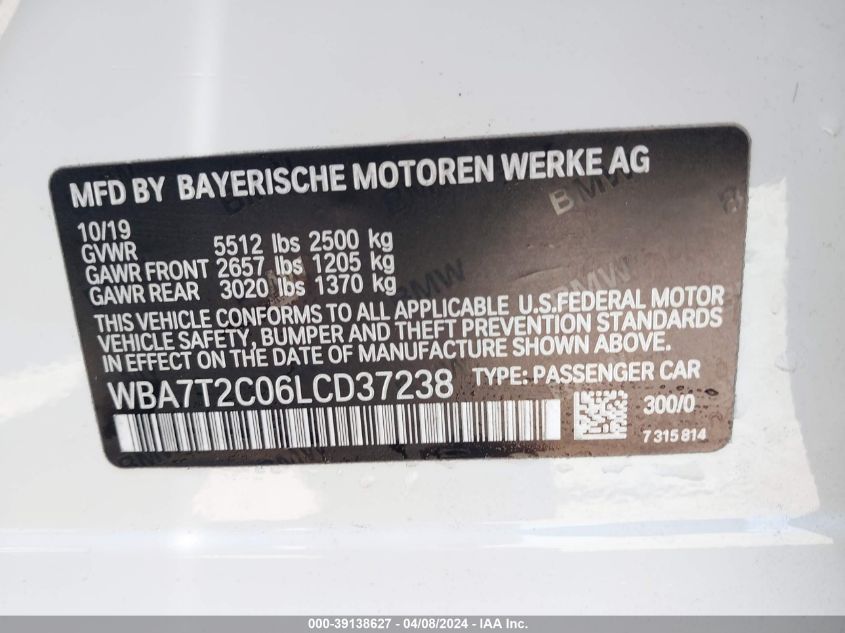 MFD BY BAYERISCHE MOTOREN WERKE AG
10/19
GVWR 5512 lbs 2500 kg
GAWR FRONT 2657 lbs 1205 kg
GAWR REAR 3020 lbs 1370 kg
THIS VEHICLE CONFORMS TO ALL APPLICABLE U.S.FEDERAL MOTOR
VEHICLE SAFETY, BUMPER AND THEFT PREVENTION STANDARDS
IN EFFECT ON THE DATE OF MANUFACTURE SHOWN ABOVE.
WBA7T2C06LCD37238 TYPE: PASSENGER CAR
300/0
7 315 814
000-39138627 - 04/08/2024 - IAA Inc.